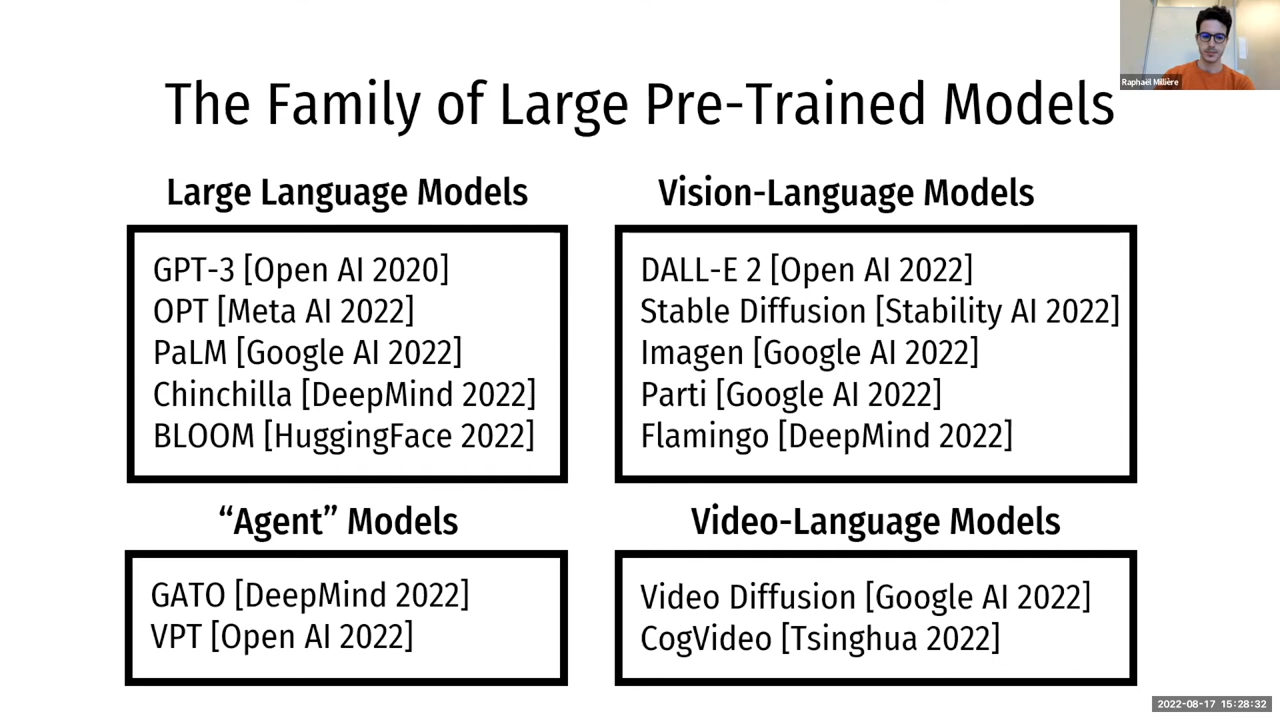 Raphaël Millière
The Family of Large Pre-Trained Models
Large Language Models
GPT-3 [Open AI 2020]
OPT [Meta AI 2022]
PaLM [Google AI 2022]
Chinchilla [DeepMind 2022]
BLOOM [HuggingFace 2022]
Vision-Language Models
DALL-E 2 [Open AI 2022]
Stable Diffusion [Stability AI 2022]
Imagen [Google AI 2022]
Parti [Google AI 2022]
Flamingo [DeepMind 2022]
“Agent” Models
GATO [DeepMind 2022]
VPT [Open AI 2022]
Video-Language Models
Video Diffusion [Google AI 2022]
CogVideo [Tsinghua 2022]
2022-08-17 15:28:32